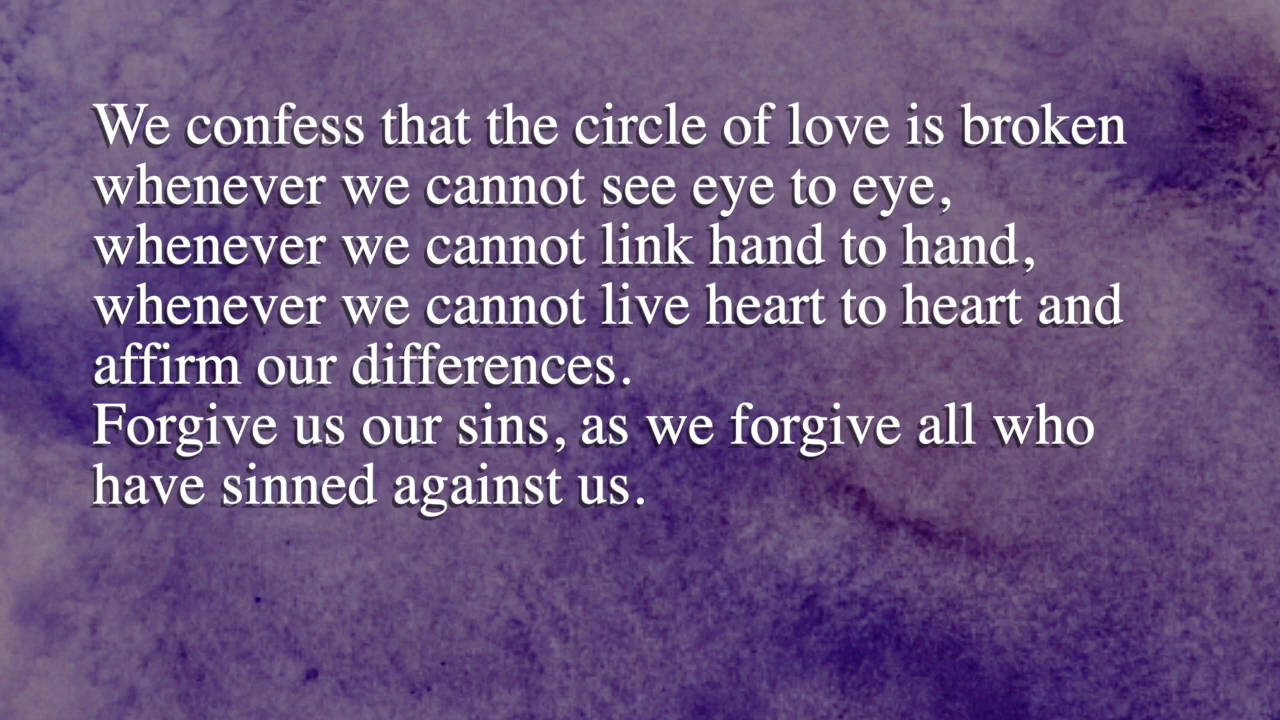 We confess that the circle of love is broken
whenever we cannot see eye to eye,
whenever we cannot link hand to hand,
whenever we cannot live heart to heart and
affirm our differences.
Forgive us our sins, as we forgive all who
have sinned against us.